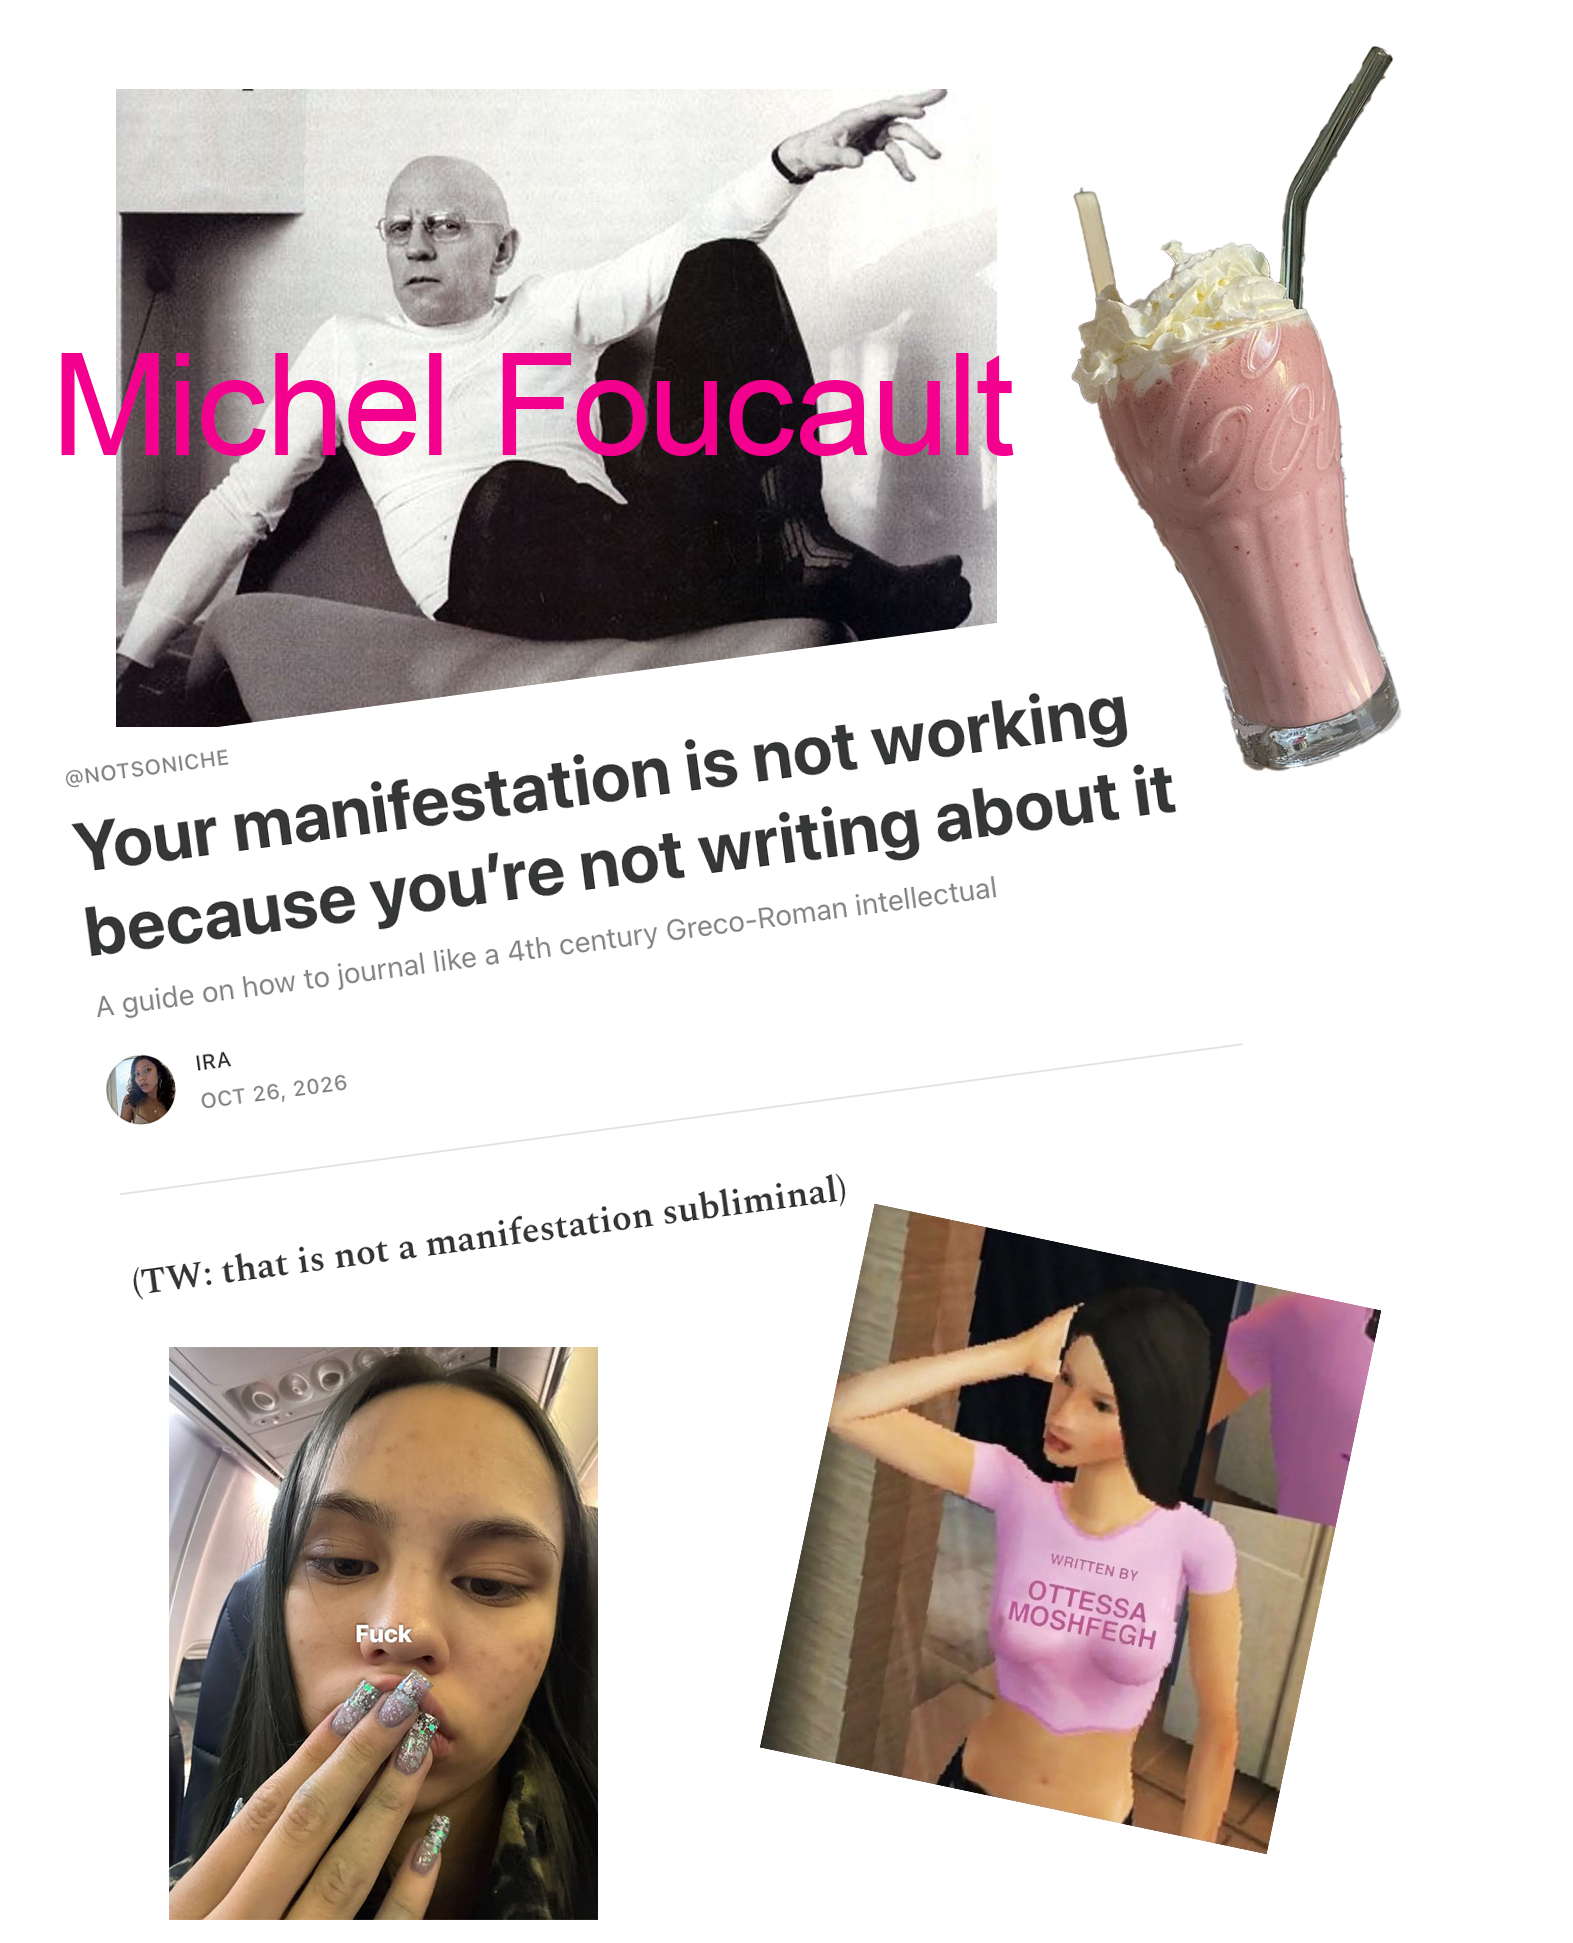 Michel Foucault
@NOTSONICHE
Your manifestation is not working
because you’re not writing about it
A guide on how to journal like a 4th century Greco-Roman intellectual
IRA
OCT 26, 2026
(TW: that is not a manifestation subliminal)
Fuck
WRITTEN BY
OTTESSA
MOSHFEGH